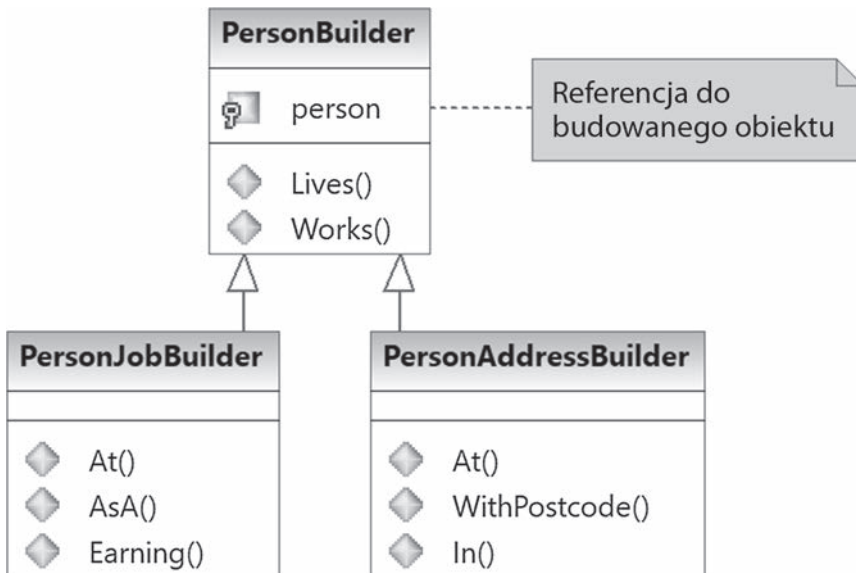 PersonBuilder
person
Referencja do
budowanego obiektu
Lives()
Works()
PersonJobBuilder
At()
AsA()
Earning()
PersonAddressBuilder
At()
WithPostcode()
In()